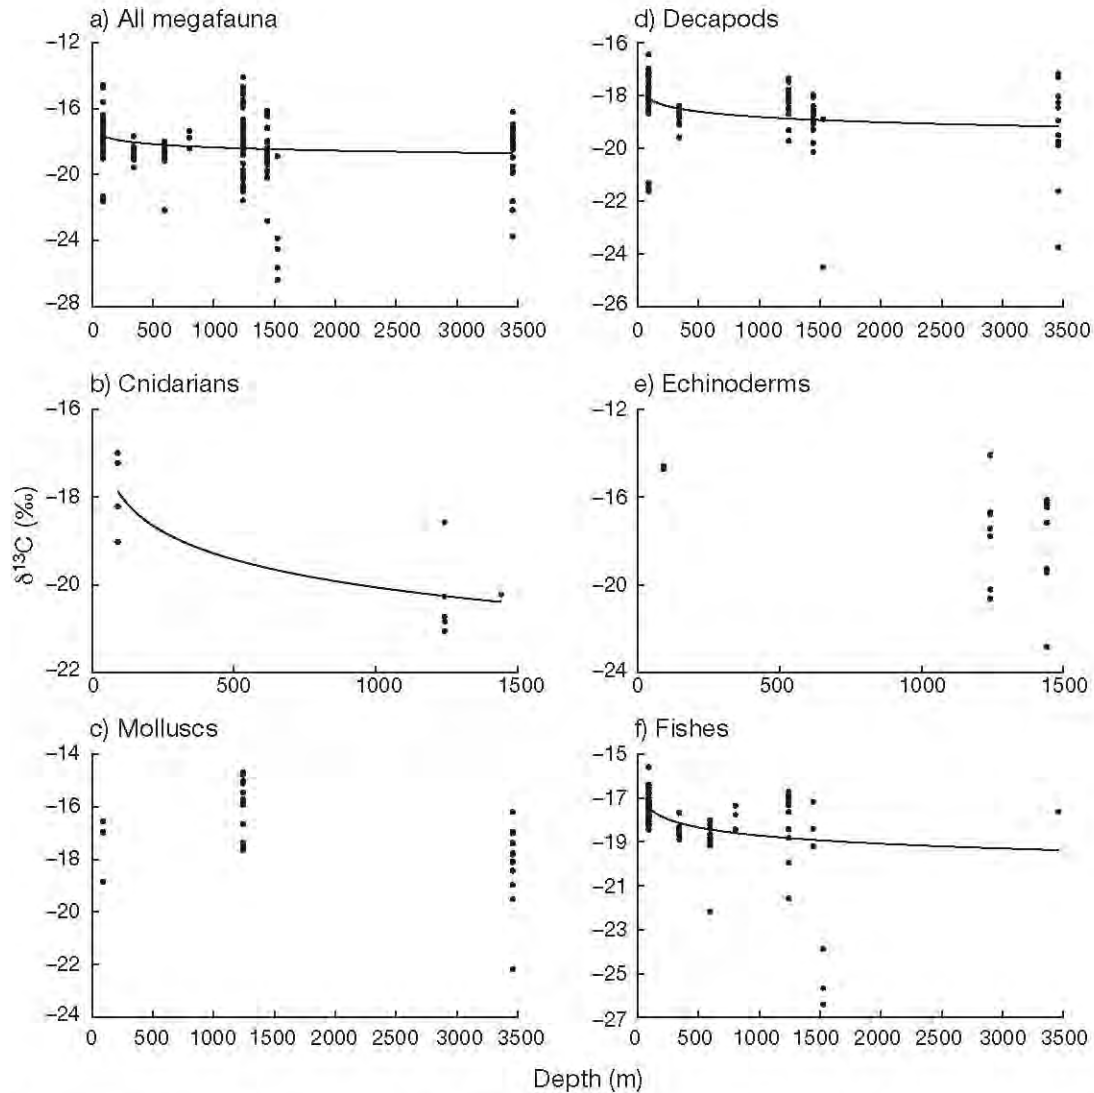 a) All megafauna
−12
−16
−20
−24
−28
0 500 1000 1500 2000 2500 3000 3500
d) Decapods
−16
−18
−20
−22
−24
−26
0 500 1000 1500 2000 2500 3000 3500
b) Cnidarians
−16
−18
−20
−22
0 500 1000 1500
e) Echinoderms
−12
−16
−20
−24
0 500 1000 1500
δ¹³C (‰)
c) Molluscs
−14
−16
−18
−20
−22
−24
0 500 1000 1500 2000 2500 3000 3500
f) Fishes
−15
−17
−19
−21
−23
−25
−27
0 500 1000 1500 2000 2500 3000 3500
Depth (m)